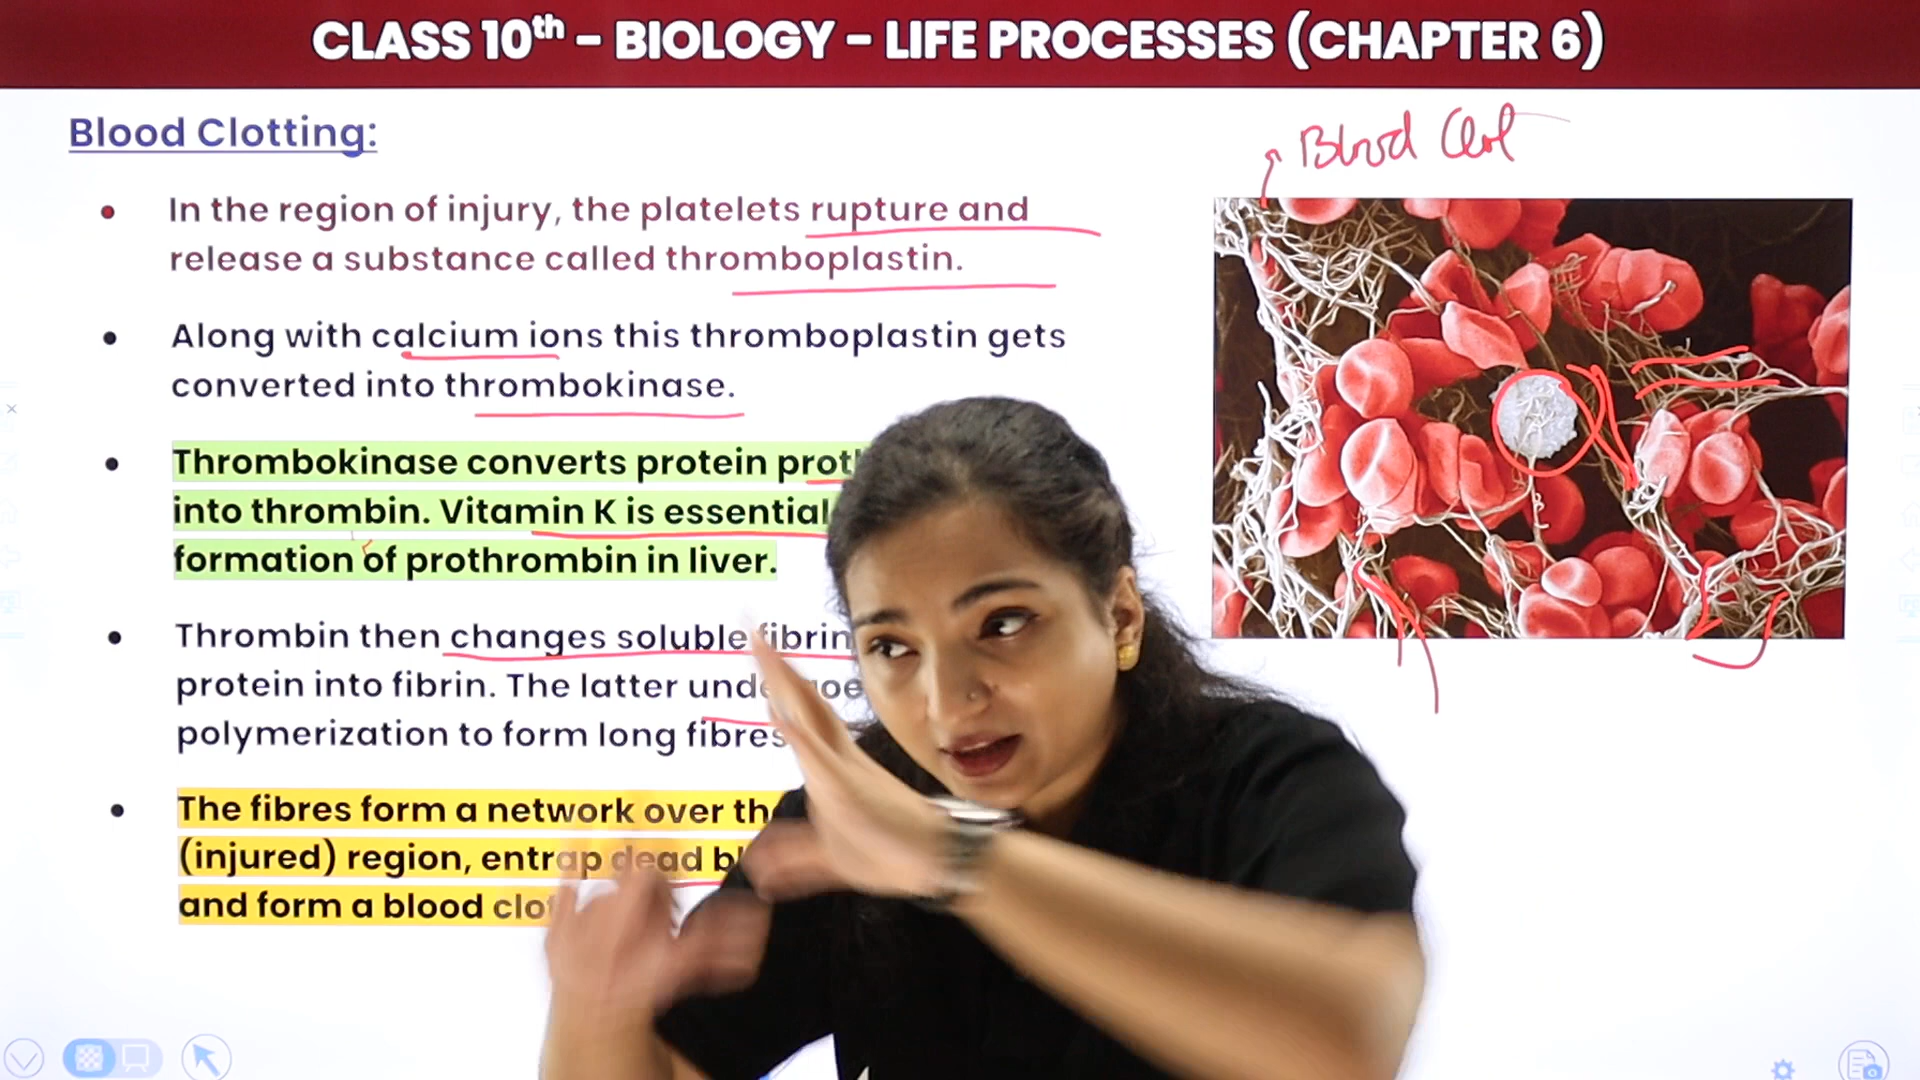 CLASS 10th - BIOLOGY - LIFE PROCESSES (CHAPTER 6)
Blood Clotting:
Blood Clot
In the region of injury, the platelets rupture and
release a substance called thromboplastin.
Along with calcium ions this thromboplastin gets
converted into thrombokinase.
Thrombokinase converts protein prot
into thrombin. Vitamin K is essential
formation of prothrombin in liver.
Thrombin then changes soluble fibrin
protein into fibrin. The latter undergoe
polymerization to form long fibres
The fibres form a network over th
(injured) region, entrap dead bl
and form a blood clot